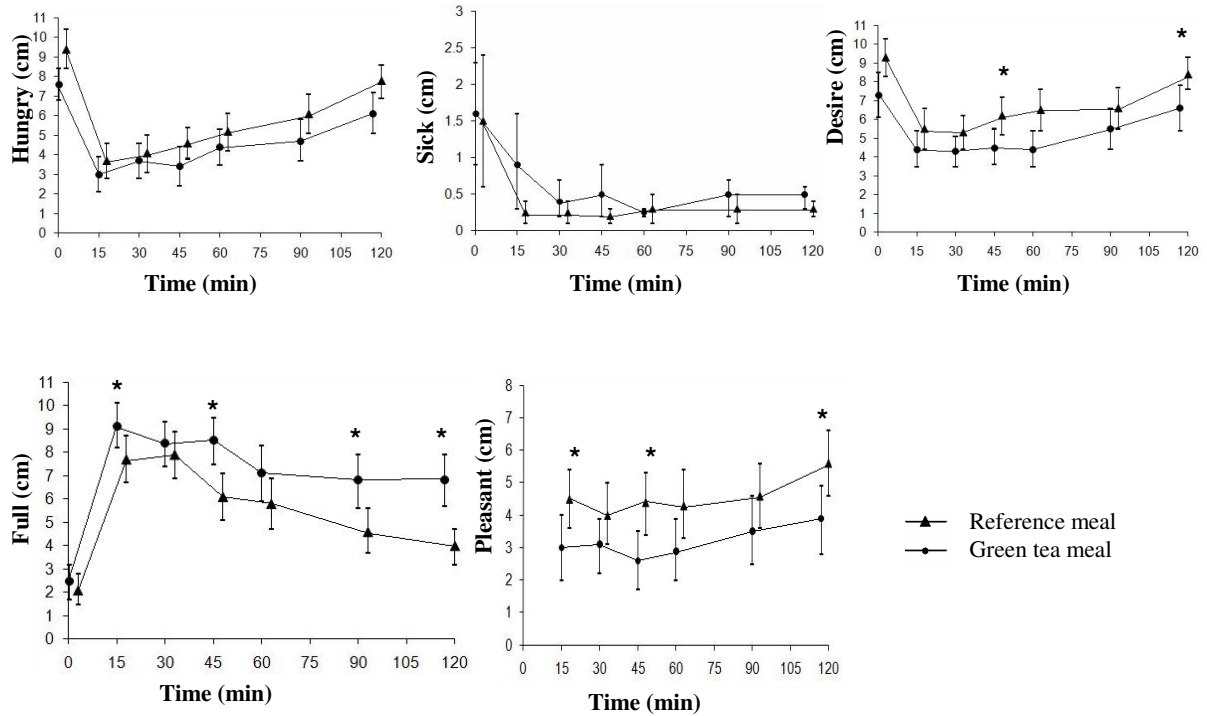 Hungry (cm)
11
10
9
8
7
6
5
4
3
2
1
0
0 15 30 45 60 75 90 105 120
Time (min)
Sick (cm)
3
2.5
2
1.5
1
0.5
0
0 15 30 45 60 75 90 105 120
Time (min)
Desire (cm)
11
10
9
8
7
6
5
4
3
2
1
0
* *
0 15 30 45 60 75 90 105 120
Time (min)
Full (cm)
11
10
9
8
7
6
5
4
3
2
1
0
* * * *
0 15 30 45 60 75 90 105 120
Time (min)
Pleasant (cm)
8
7
6
5
4
3
2
1
0
* * *
0 15 30 45 60 75 90 105 120
Time (min)
Reference meal
Green tea meal